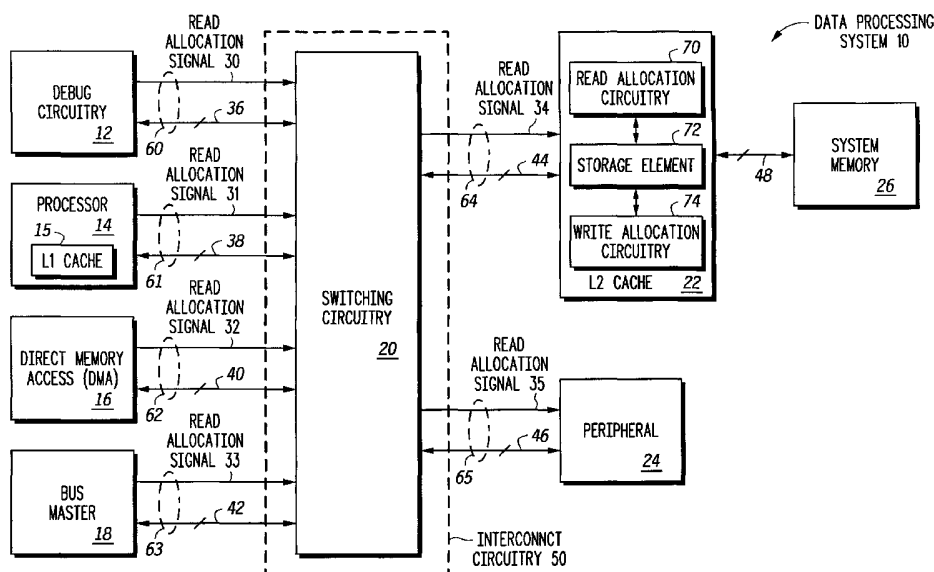 DATA PROCESSING
SYSTEM 10
READ
ALLOCATION
SIGNAL 30
DEBUG
CIRCUITRY
12
36
60
READ
ALLOCATION
SIGNAL 31
PROCESSOR
14
15
L1 CACHE
38
61
READ
ALLOCATION
SIGNAL 32
DIRECT MEMORY
ACCESS (DMA)
16
40
62
READ
ALLOCATION
SIGNAL 33
BUS
MASTER
18
42
63
SWITCHING
CIRCUITRY
20
INTERCONNCT
CIRCUITRY 50
READ
ALLOCATION
SIGNAL 34
44
64
70
READ ALLOCATION
CIRCUITRY
72
STORAGE ELEMENT
74
WRITE ALLOCATION
CIRCUITRY
L2 CACHE 22
48
SYSTEM
MEMORY
26
READ
ALLOCATION
SIGNAL 35
46
65
PERIPHERAL
24